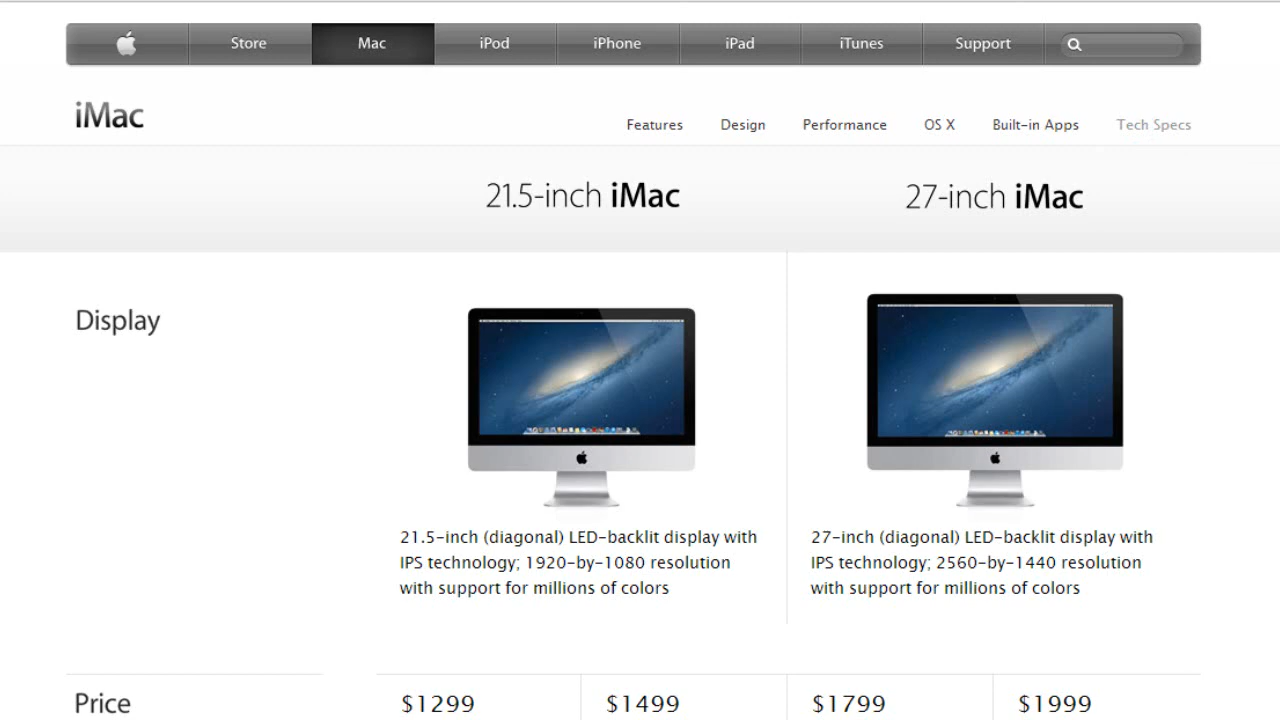 Store Mac iPod iPhone iPad iTunes Support
iMac
Features Design Performance OS X Built-in Apps Tech Specs
21.5-inch iMac 27-inch iMac
Display
21.5-inch (diagonal) LED-backlit display with
IPS technology; 1920-by-1080 resolution
with support for millions of colors
27-inch (diagonal) LED-backlit display with
IPS technology; 2560-by-1440 resolution
with support for millions of colors
Price $1299 $1499 $1799 $1999